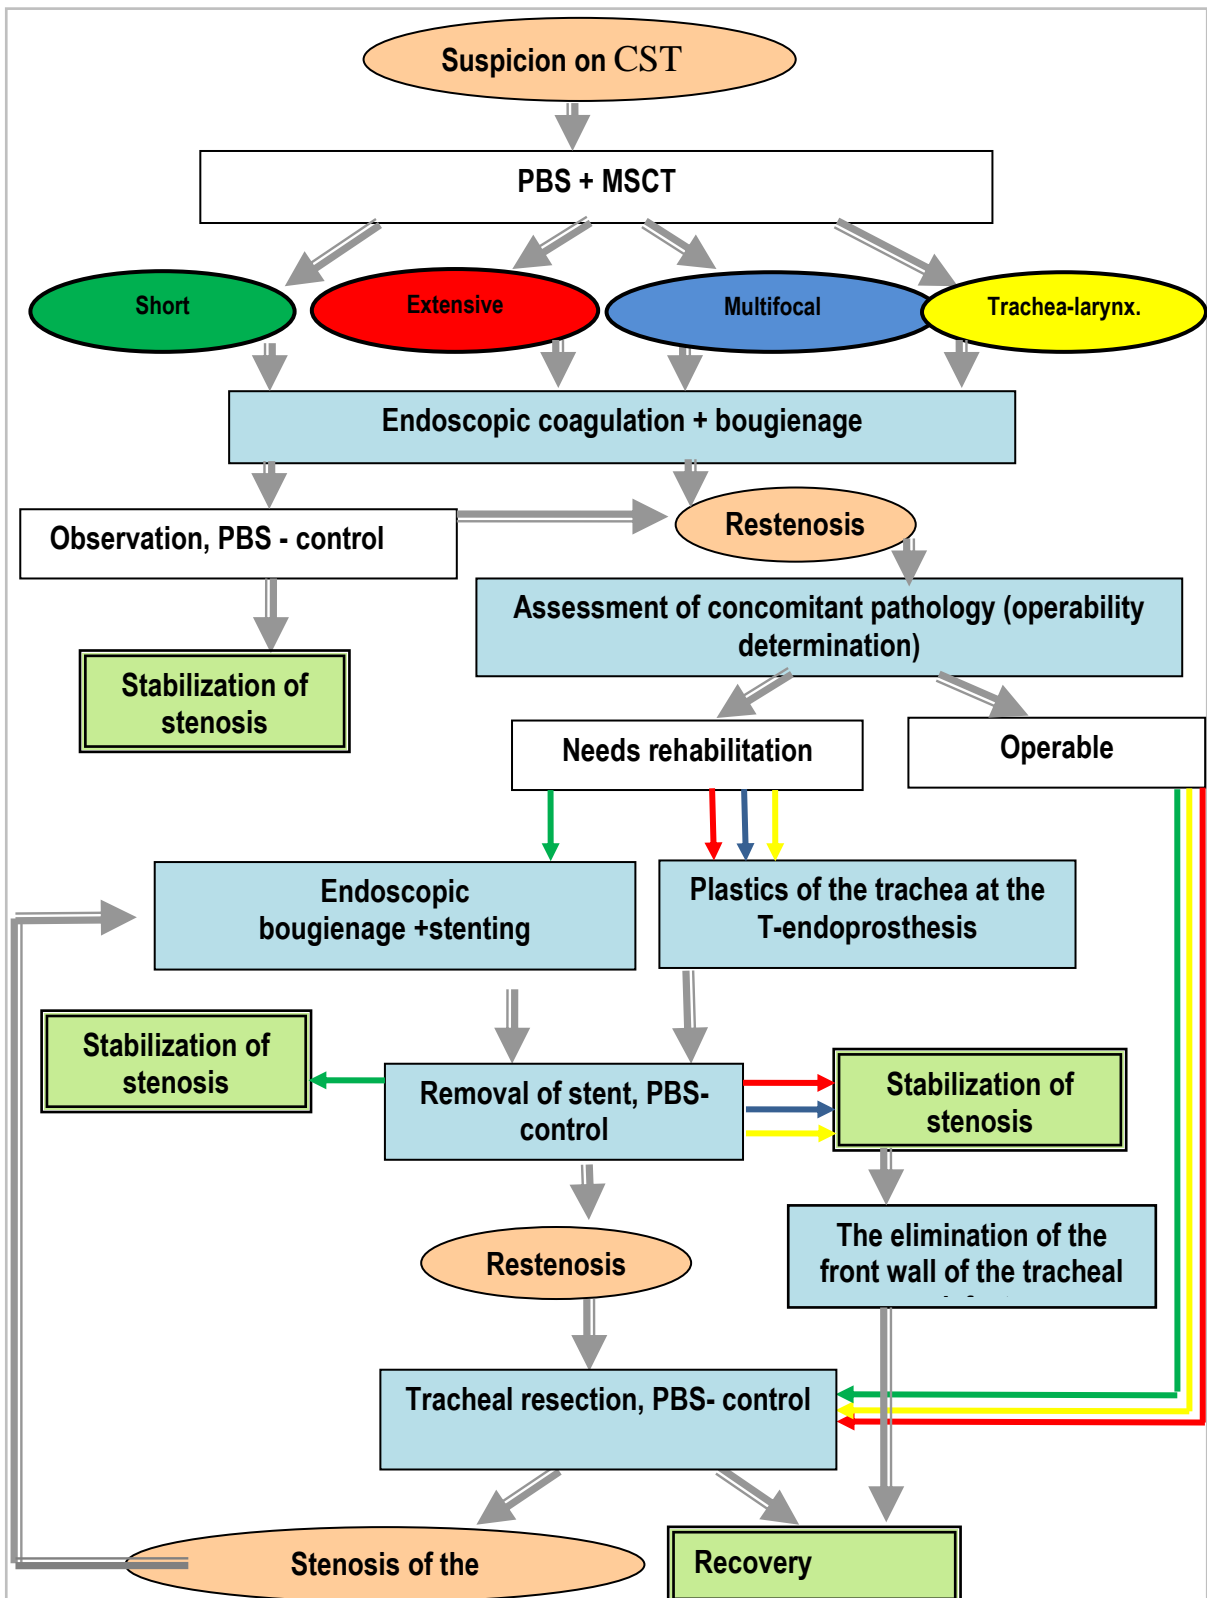 Suspicion on CST
PBS + MSCT
Short
Extensive
Multifocal
Trachea-larynx.
Endoscopic coagulation + bougienage
Observation, PBS - control
Restenosis
Assessment of concomitant pathology (operability
determination)
Stabilization of
stenosis
Needs rehabilitation
Operable
Endoscopic
bougienage +stenting
Plastics of the trachea at the
T-endoprosthesis
Stabilization of
stenosis
Removal of stent, PBS-
control
Stabilization of
stenosis
Restenosis
The elimination of the
front wall of the tracheal
Tracheal resection, PBS- control
Stenosis of the
Recovery